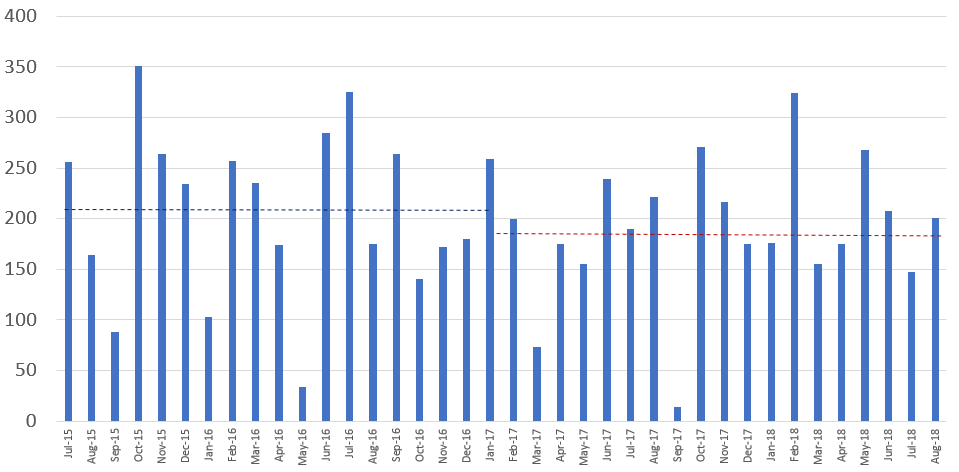 400
350
300
250
200
150
100
50
0
Jul-15
Aug-15
Sep-15
Oct-15
Nov-15
Dec-15
Jan-16
Feb-16
Mar-16
Apr-16
May-16
Jun-16
Jul-16
Aug-16
Sep-16
Oct-16
Nov-16
Dec-16
Jan-17
Feb-17
Mar-17
Apr-17
May-17
Jun-17
Jul-17
Aug-17
Sep-17
Oct-17
Nov-17
Dec-17
Jan-18
Feb-18
Mar-18
Apr-18
May-18
Jun-18
Jul-18
Aug-18